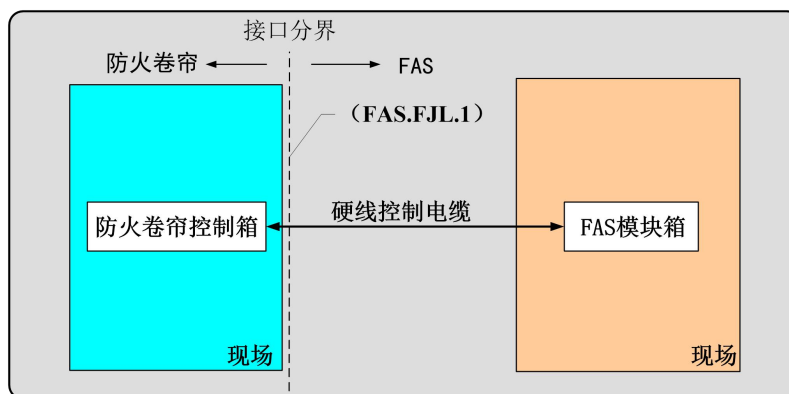 接口分界
防火卷帘
FAS
（FAS.FJL.1）
硬线控制电缆
防火卷帘控制箱
FAS模块箱
现场
现场